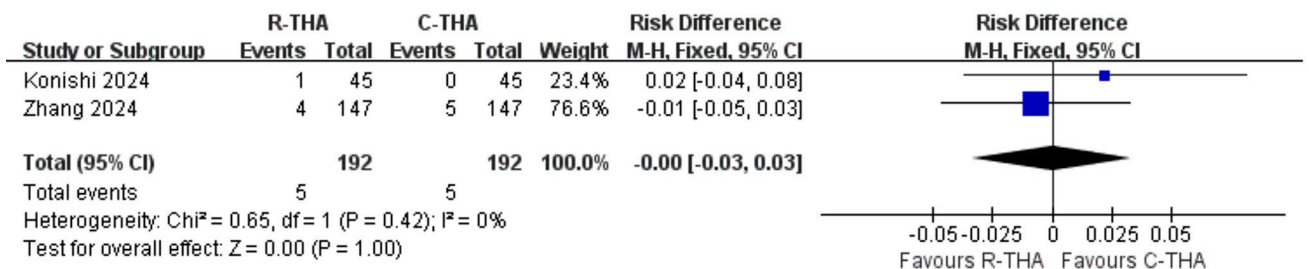 R-THA C-THA Risk Difference Risk Difference
Study or Subgroup Events Total Events Total Weight M-H, Fixed, 95% CI M-H, Fixed, 95% CI
Konishi 2024 1 45 0 45 23.4% 0.02 [-0.04, 0.08]
Zhang 2024 4 147 5 147 76.6% -0.01 [-0.05, 0.03]
Total (95% CI) 192 192 100.0% -0.00 [-0.03, 0.03]
Total events 5 5
Heterogeneity: Chi² = 0.65, df = 1 (P = 0.42); I² = 0%
Test for overall effect: Z = 0.00 (P = 1.00)
-0.05 -0.025 0 0.025 0.05
Favours R-THA Favours C-THA